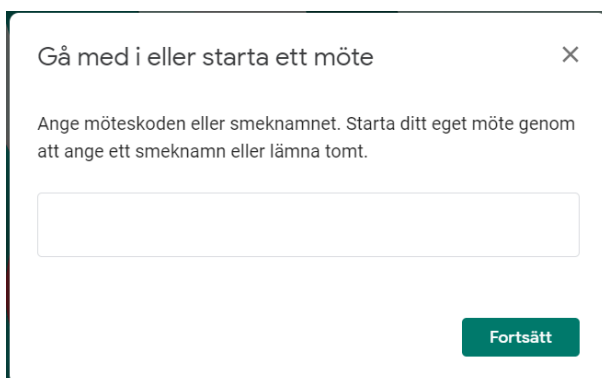 Gå med i eller starta ett möte
Ange möteskoden eller smeknamnet. Starta ditt eget möte genom
att ange ett smeknamn eller lämna tomt.
Fortsätt